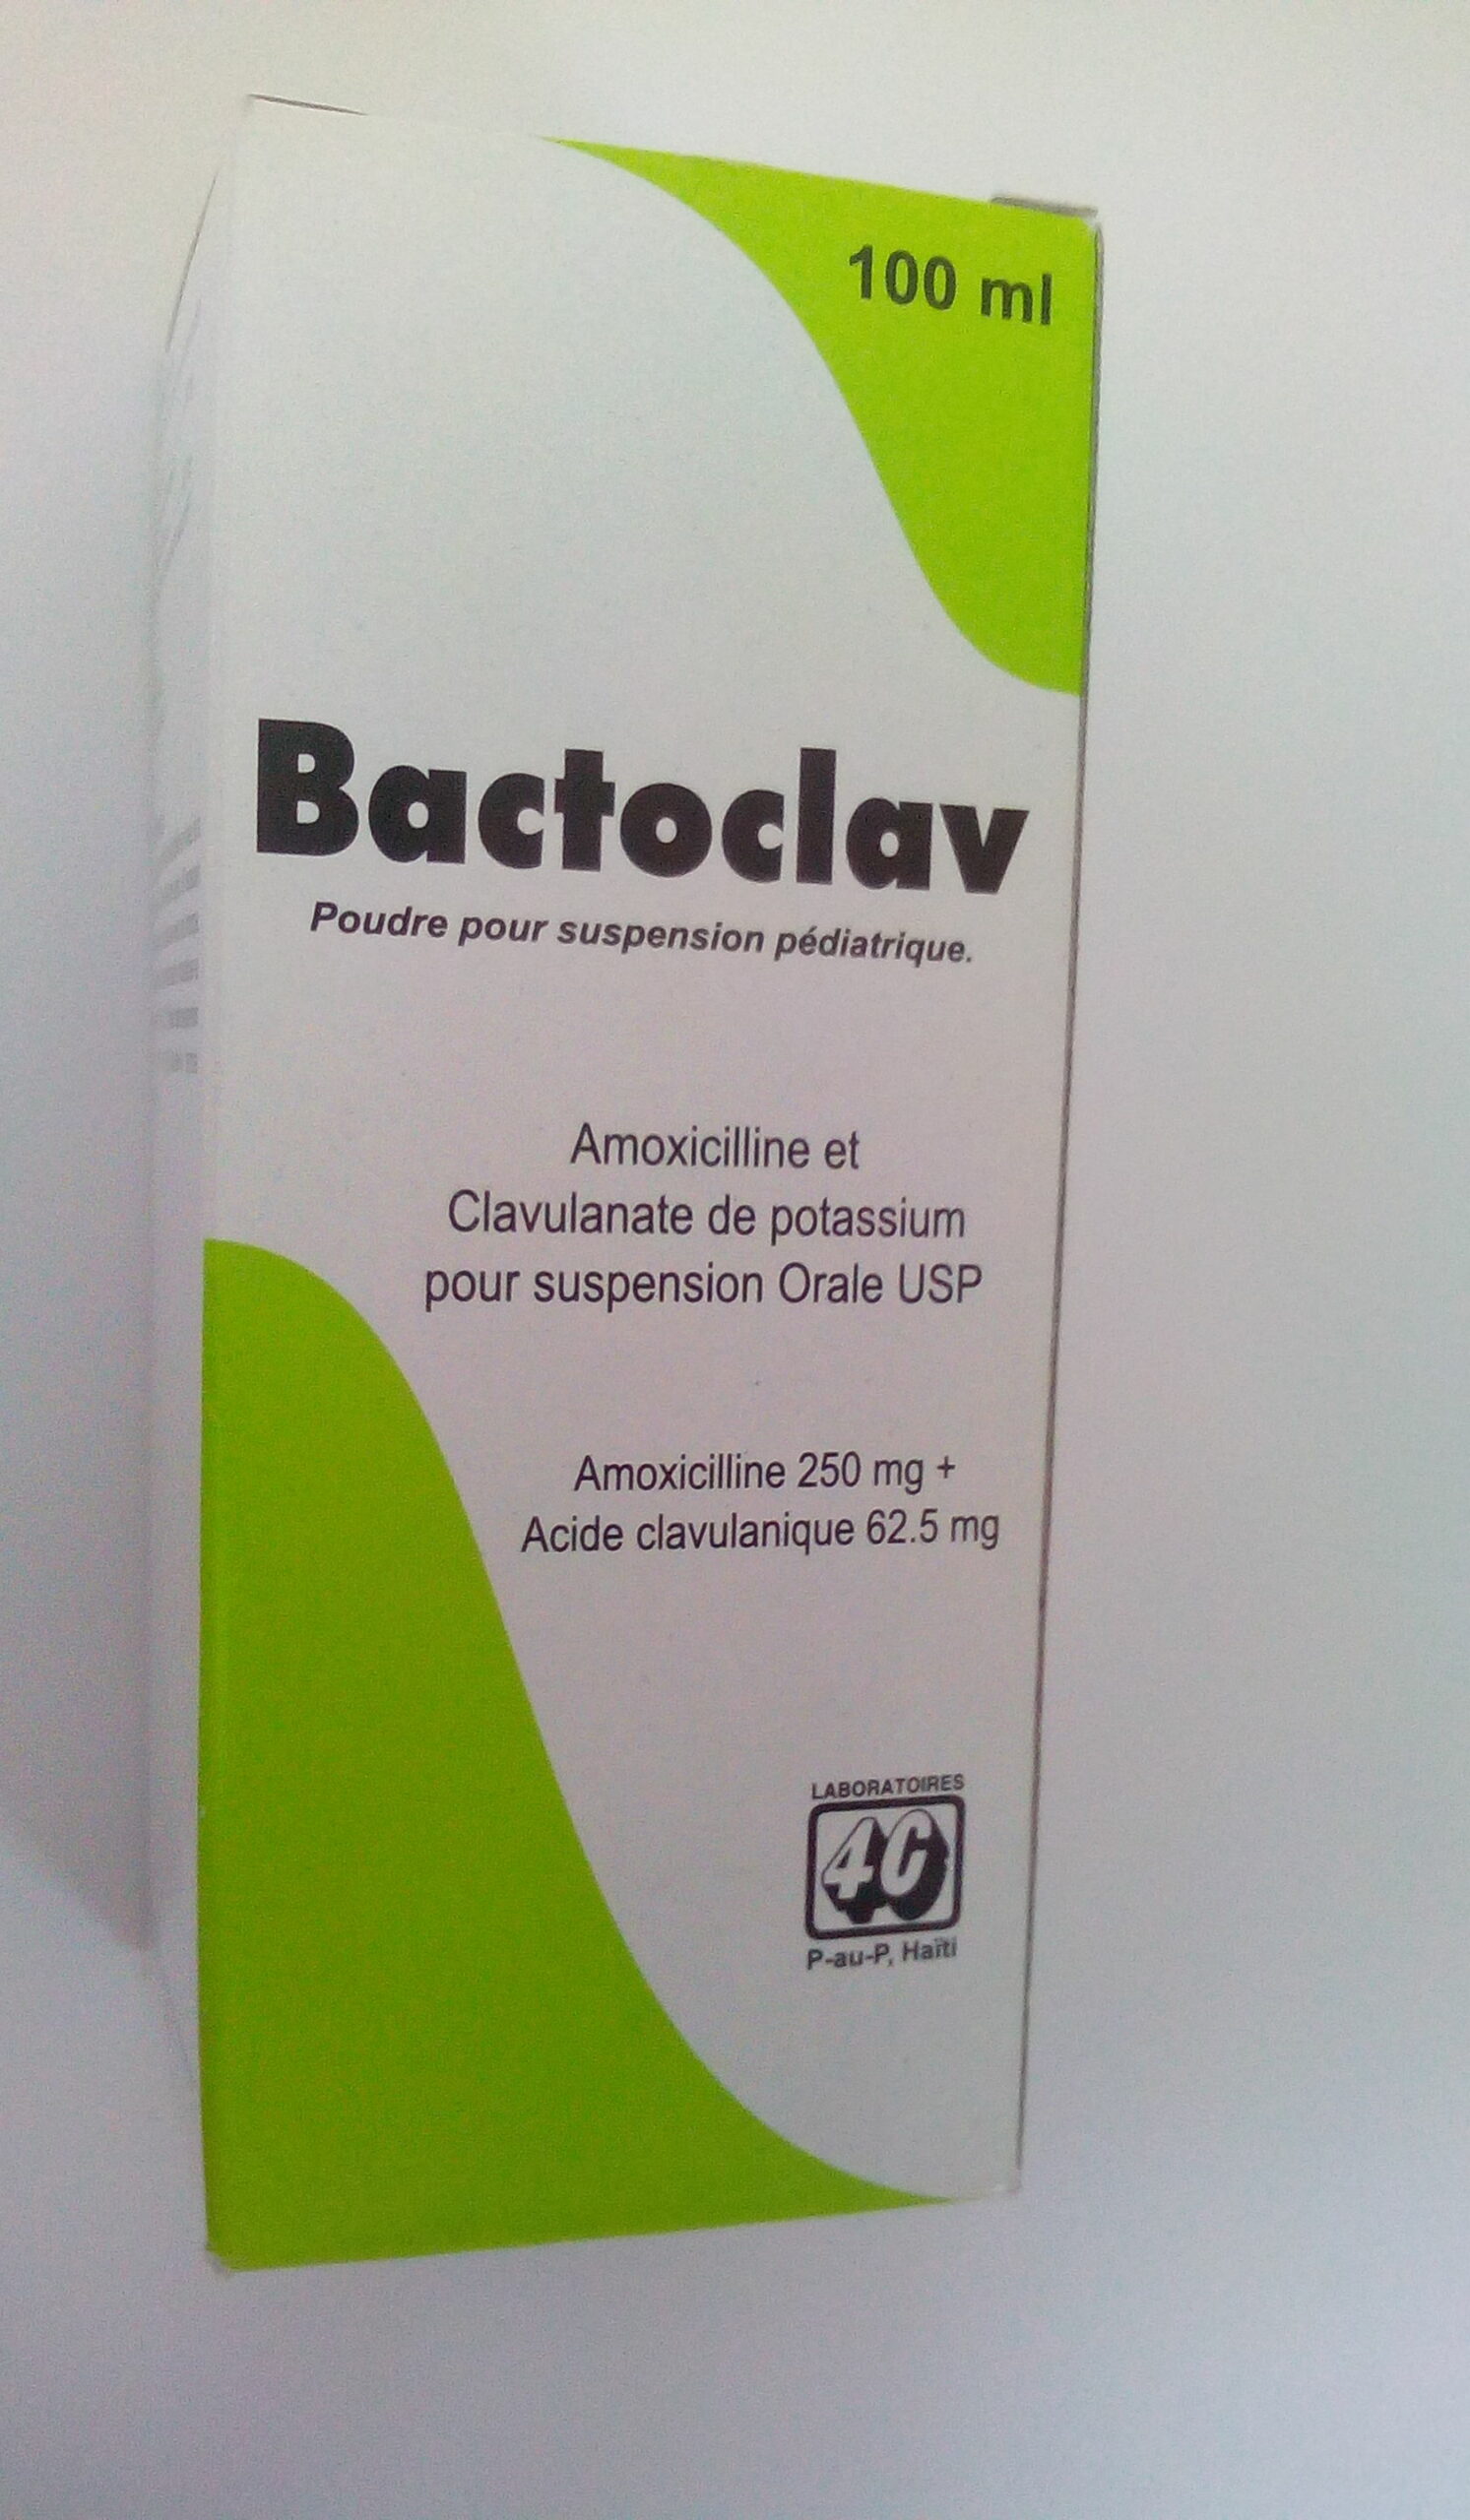 100 ml
Bactoclav
Poudre pour suspension pédiatrique.
Amoxicilline et
Clavulanate de potassium
pour suspension Orale USP
Amoxicilline 250 mg +
Acide clavulanique 62.5 mg
LABORATOIRES
4C
P-au-P, Haïti